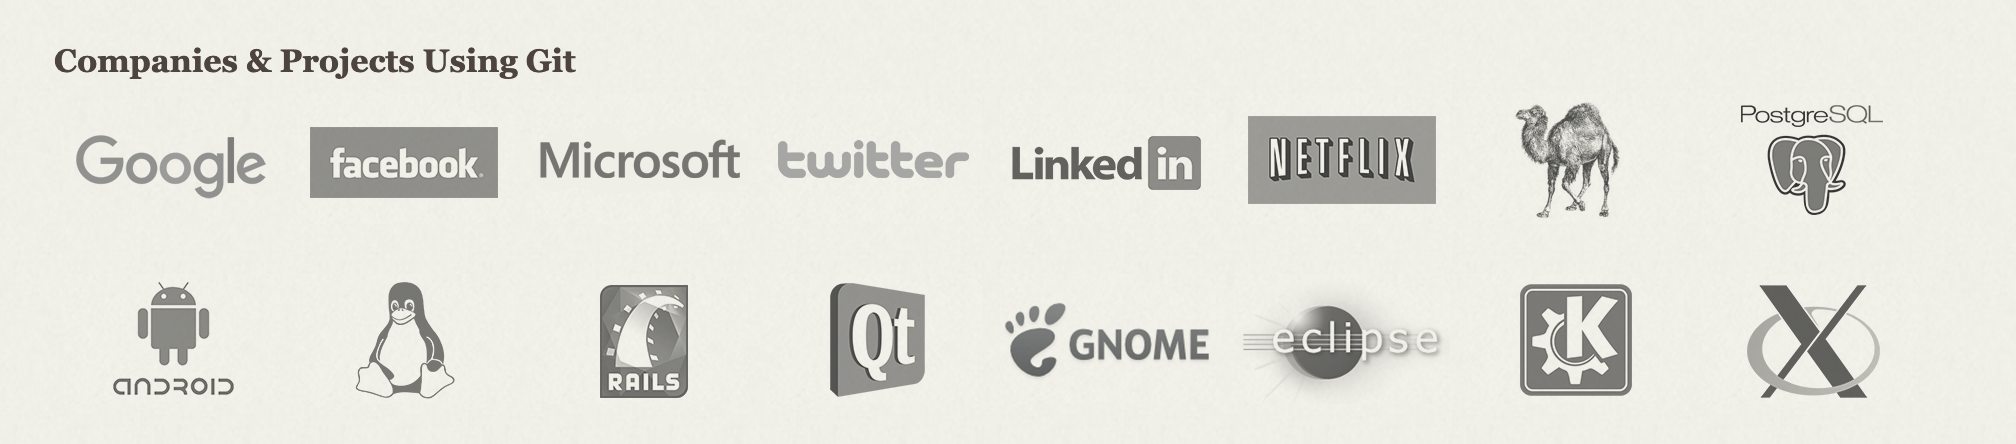 Companies & Projects Using Git
Google
facebook
Microsoft
twitter
Linked in
NETFLIX
PostgreSQL
ANDROID
RAILS
Qt
GNOME
eclipse
K
X